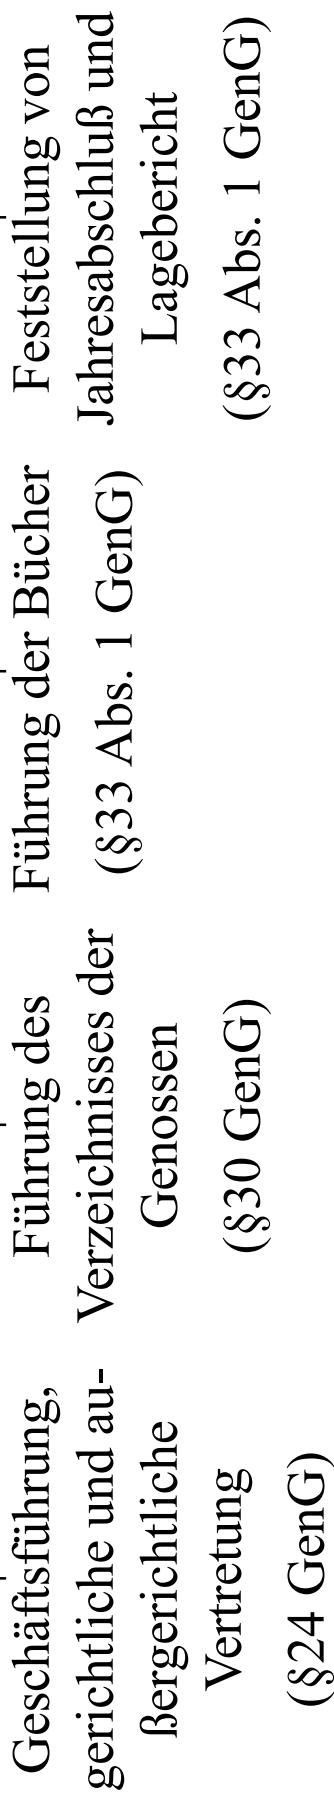 Geschäftsführung,
gerichtliche und au-
ßergerichtliche
Vertretung
(§24 GenG)
Führung des
Verzeichnisses der
Genossen
(§30 GenG)
Führung der Bücher
(§33 Abs. 1 GenG)
Feststellung von
Jahresabschluß und
Lagebericht
(§33 Abs. 1 GenG)